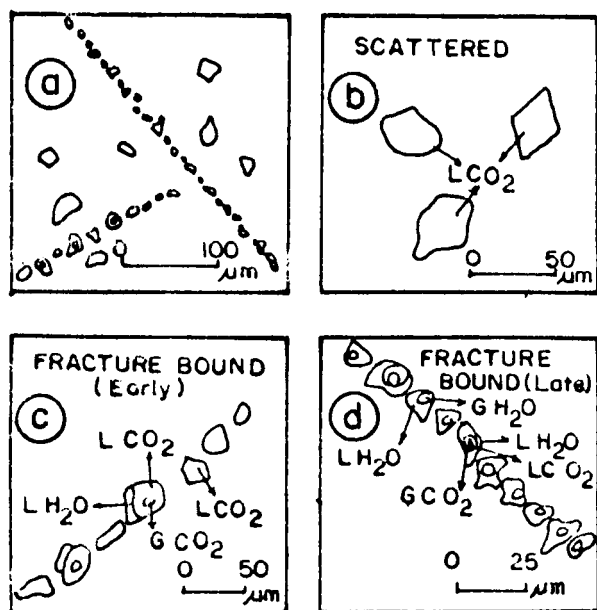 a
0 100
μm
SCATTERED
b
LCO₂
0 50
μm
FRACTURE BOUND
(Early)
c
LCO₂
LH₂O
LCO₂
GCO₂
0 50
μm
FRACTURE
BOUND (Late)
d
GH₂O
LH₂O
LH₂O
LCO₂
GCO₂
0 25
μm